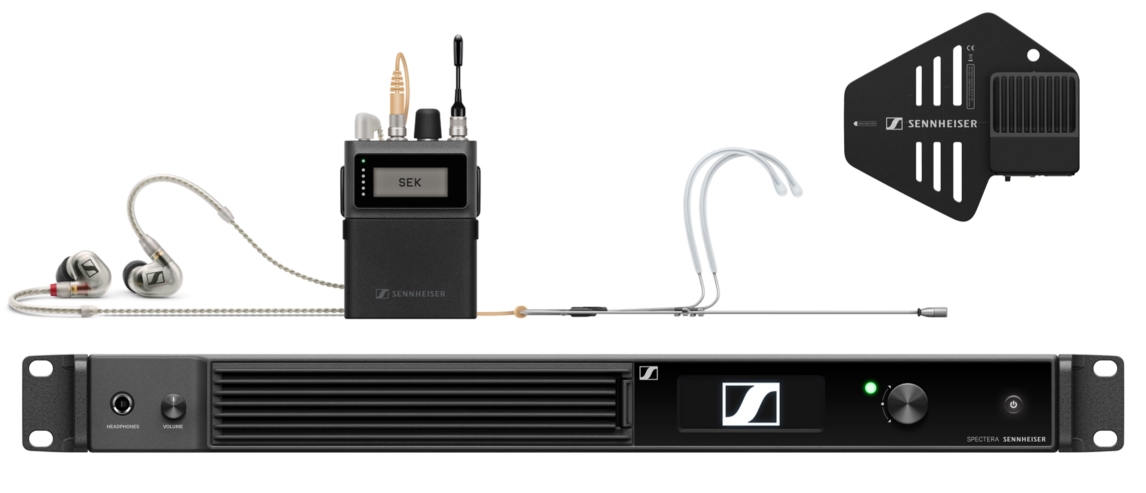 SENNHEISER
SEK
SENNHEISER
HEADPHONES
VOLUME
SPECTERA SENNHEISER